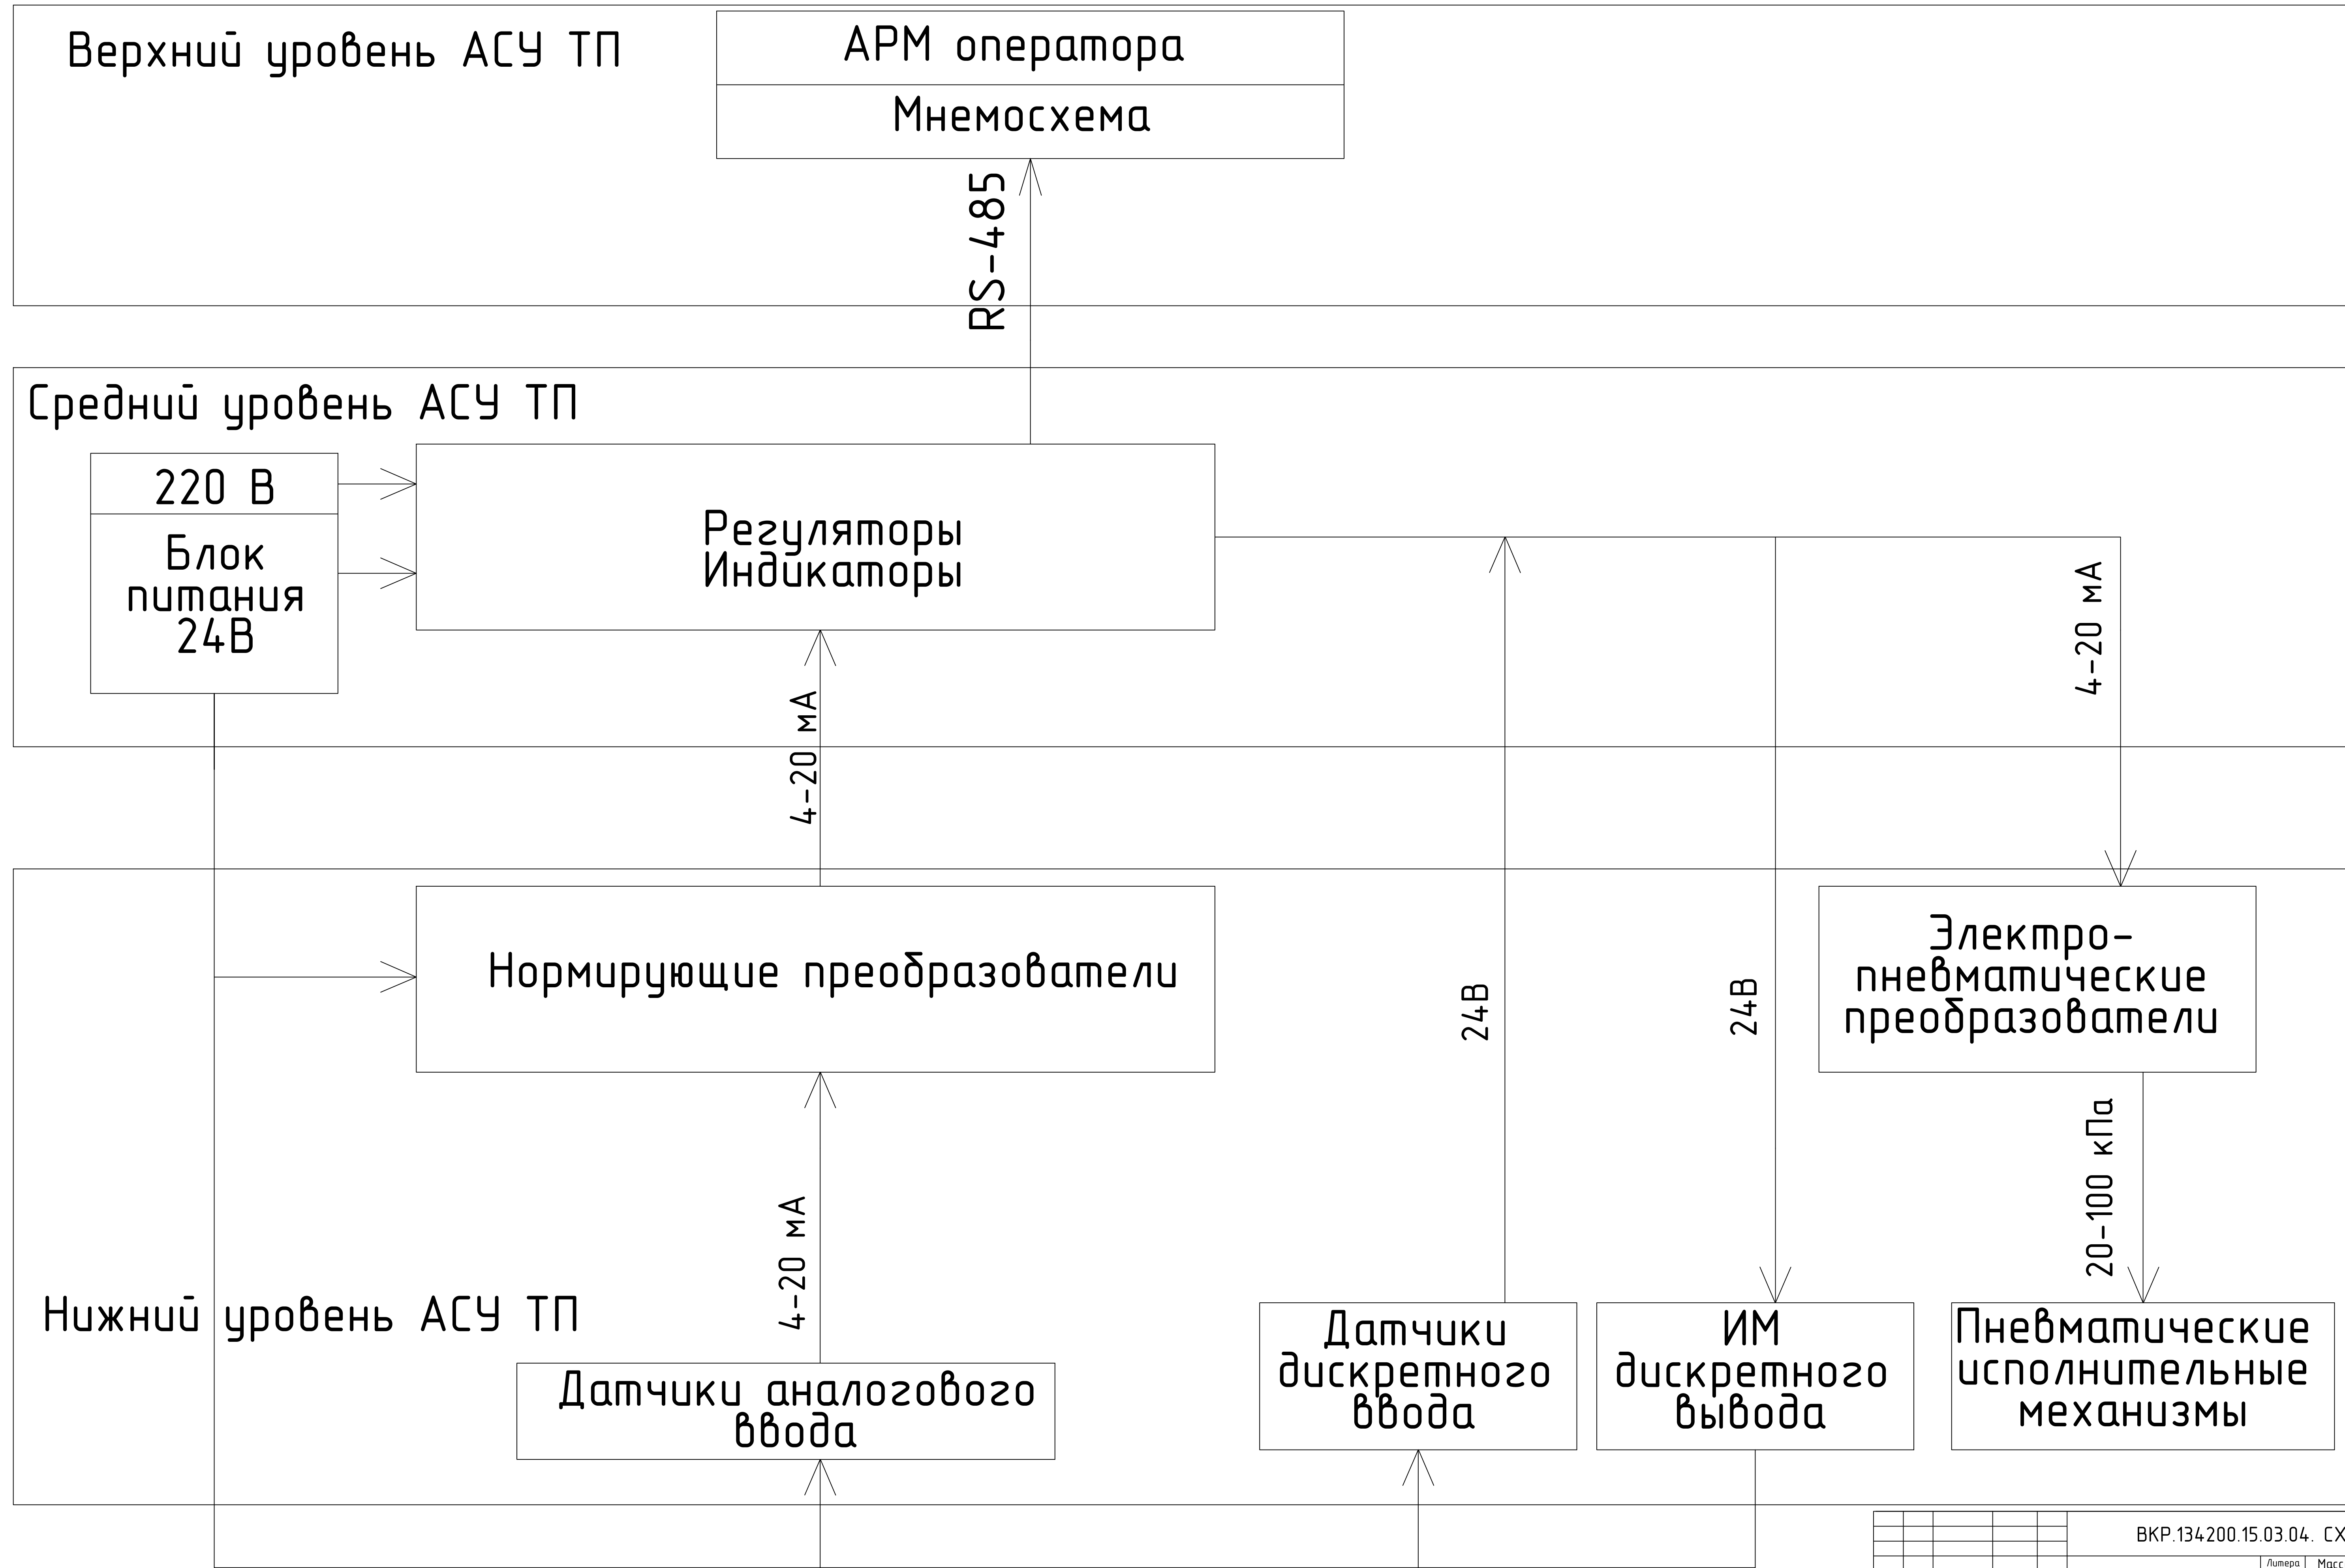 Верхний уровень АСУ ТП
АРМ оператора
Мнемосхема
RS-485
Средний уровень АСУ ТП
220 В
Блок
питания
24В
Регуляторы
Индикаторы
4-20 мА
4-20 мА
Нормирующие преобразователи
24В
24В
Электро-
пневматические
преобразователи
4-20 мА
20-100 кПа
Нижний уровень АСУ ТП
Датчики аналогового
ввода
Датчики
дискретного
ввода
ИМ
дискретного
вывода
Пневматические
исполнительные
механизмы
ВКР.134200.15.03.04. СХ
Литера
Масс